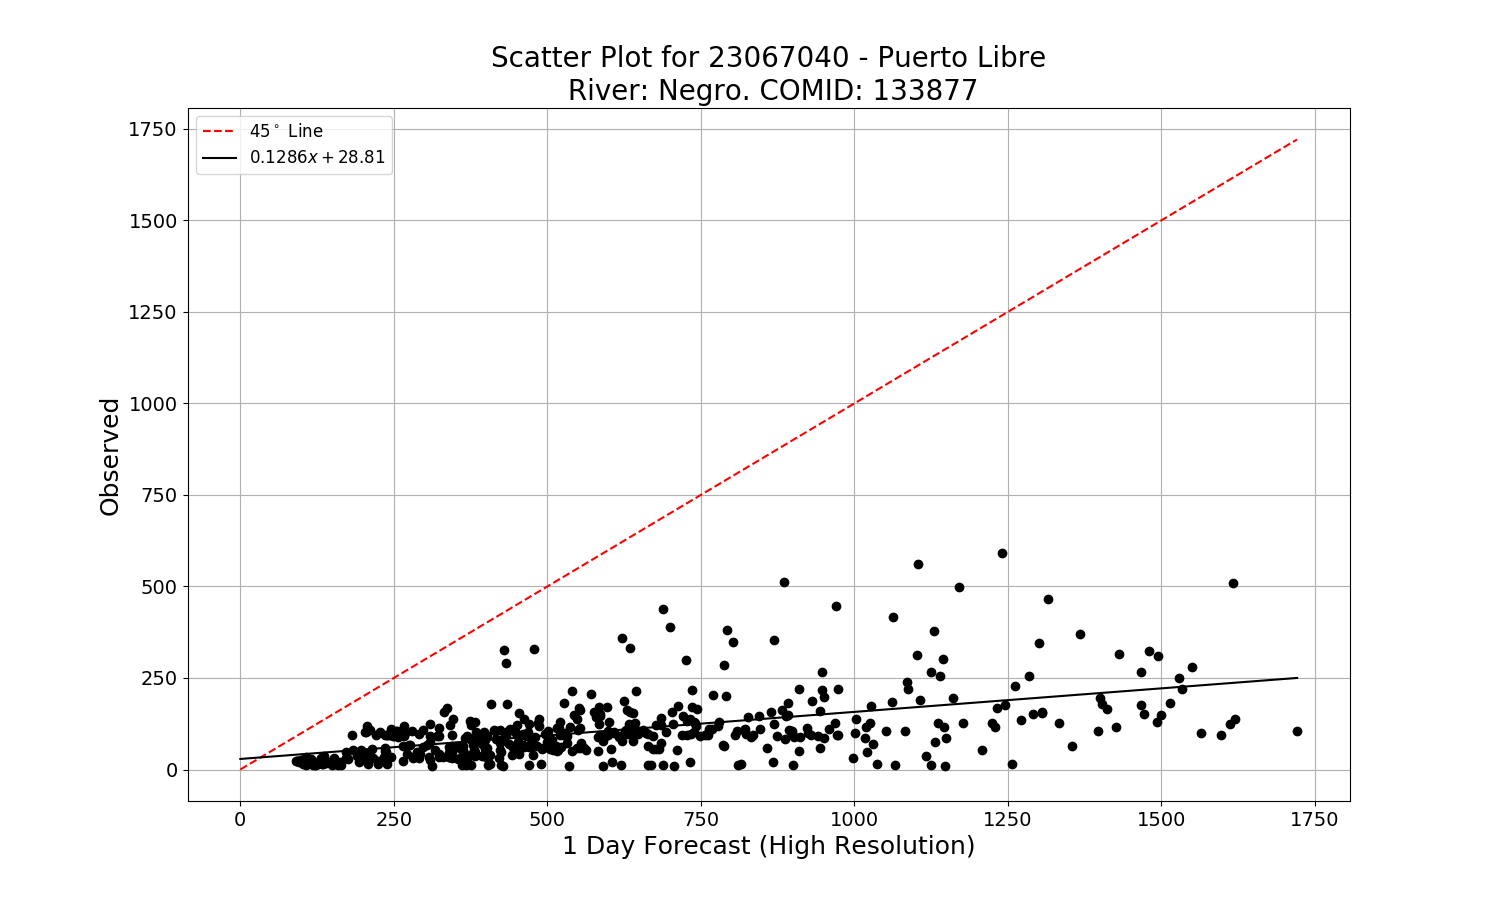 Scatter Plot for 23067040 - Puerto Libre
River: Negro. COMID: 133877
45° Line
0.1286x + 28.81
1750
1500
1250
1000
750
500
250
0
Observed
0 250 500 750 1000 1250 1500 1750
1 Day Forecast (High Resolution)